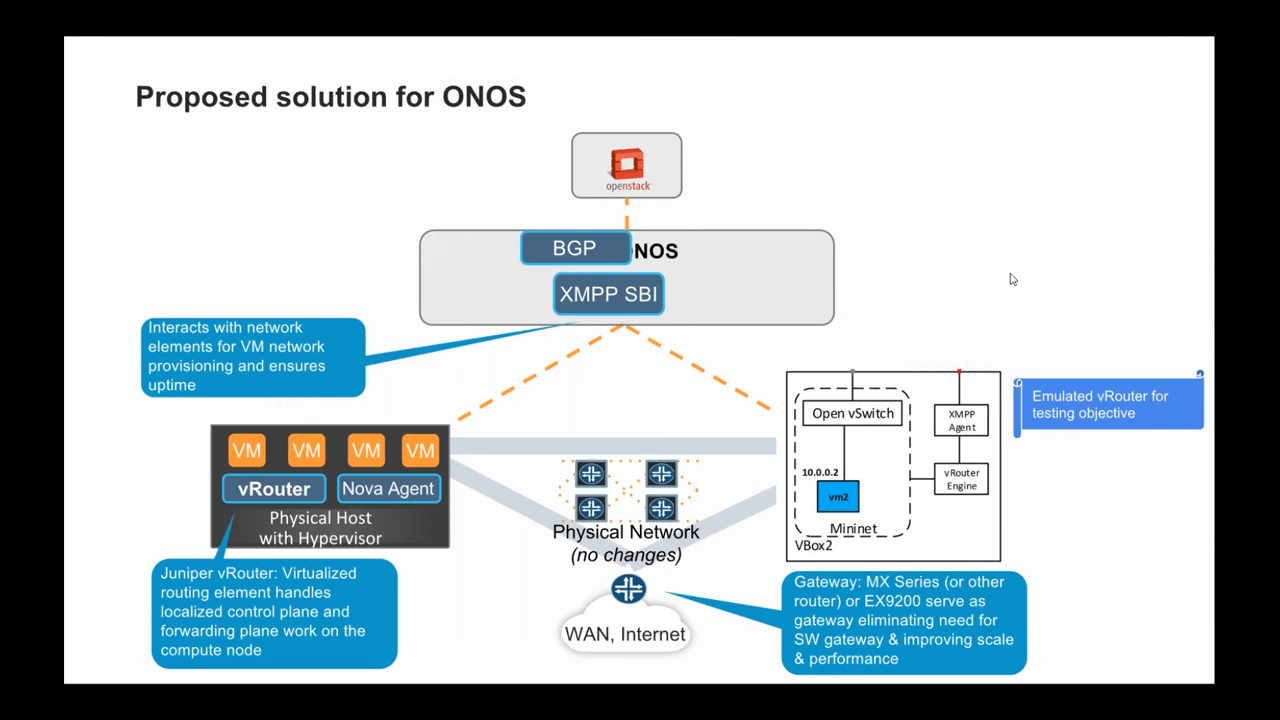 Proposed solution for ONOS
openstack
BGP
NOS
XMPP SBI
Interacts with network
elements for VM network
provisioning and ensures
uptime
Emulated vRouter for
testing objective
VM VM VM VM
vRouter Nova Agent
Physical Host
with Hypervisor
Physical Network
(no changes)
Open vSwitch
XMPP
Agent
10.0.0.2
vRouter
Engine
vm2
Mininet
VBox2
Juniper vRouter: Virtualized
routing element handles
localized control plane and
forwarding plane work on the
compute node
WAN, Internet
Gateway: MX Series (or other
router) or EX9200 serve as
gateway eliminating need for
SW gateway & improving scale
& performance